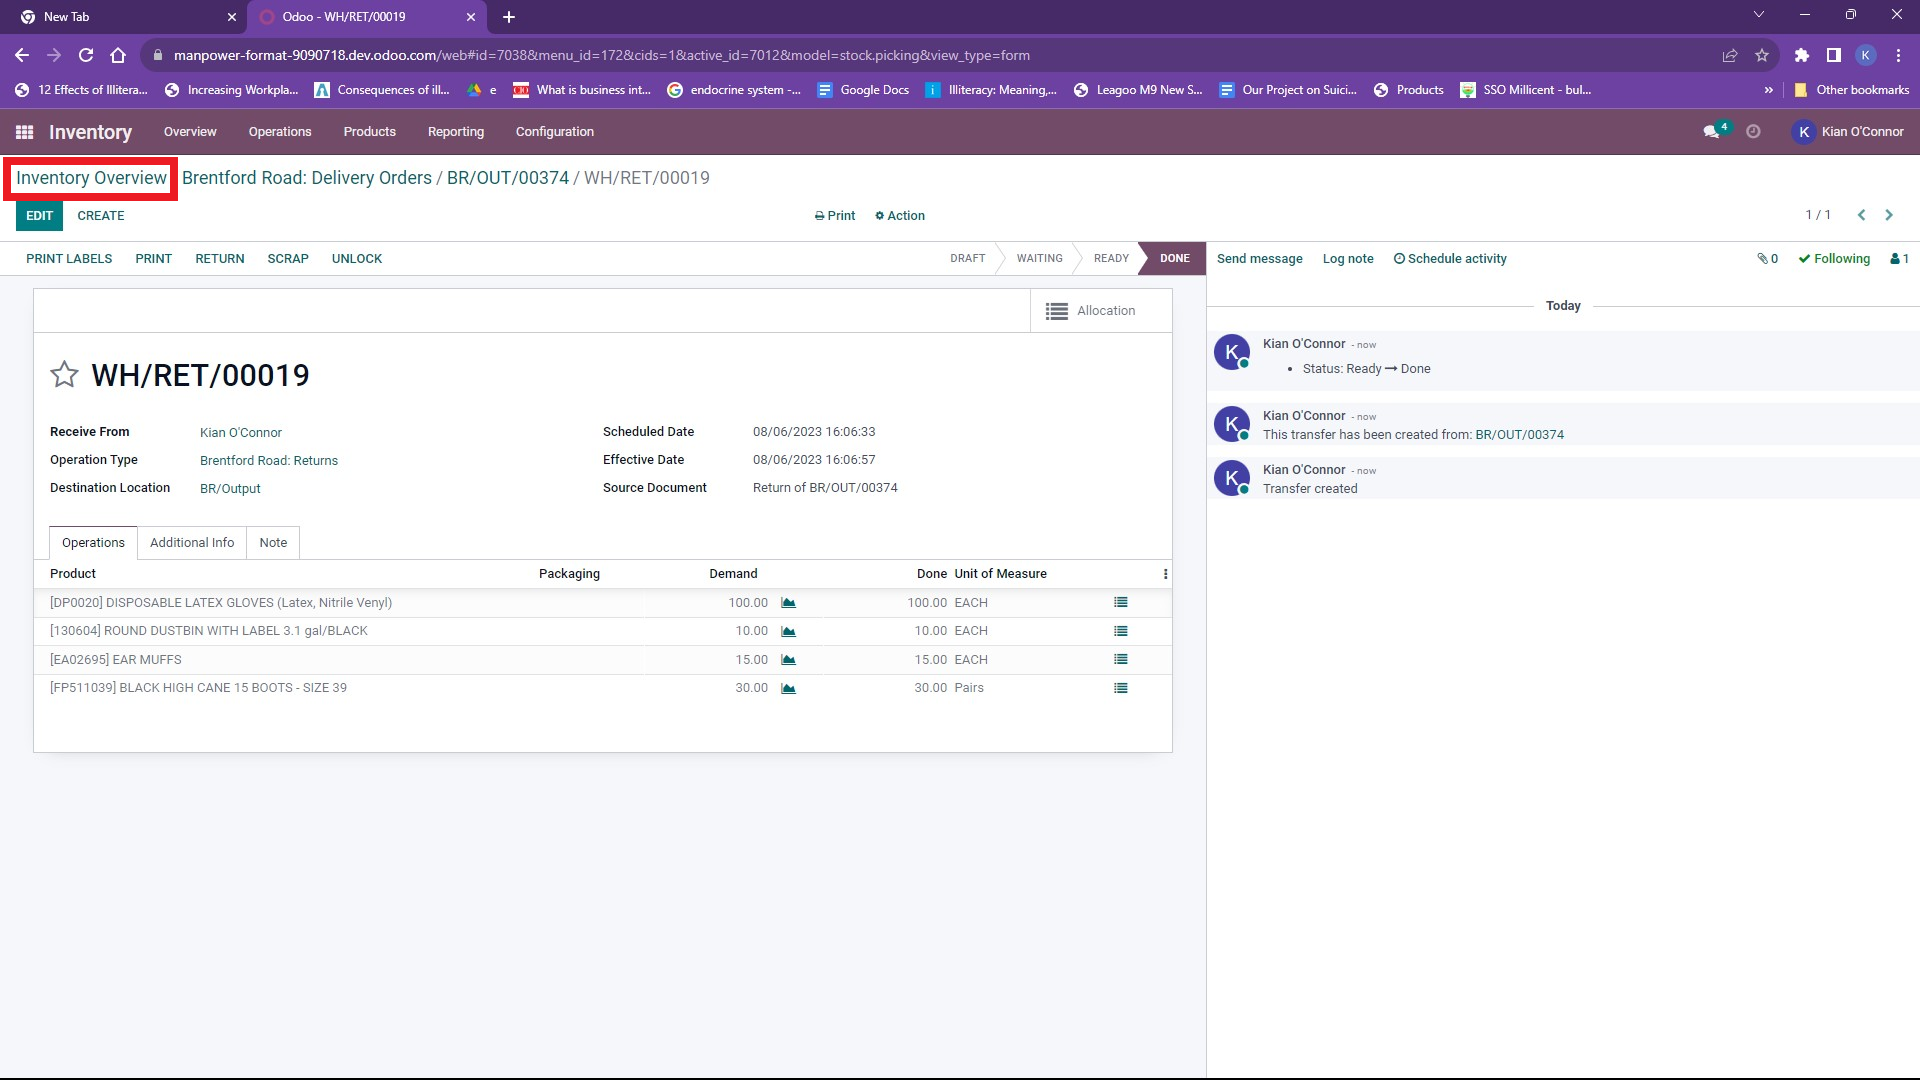 New Tab
Odoo - WH/RET/00019
manpower-format-9090718.dev.odoo.com/web#id=7038&menu_id=172&cids=1&active_id=7012&model=stock.picking&view_type=form
K
12 Effects of Illitera...
Increasing Workpla...
Consequences of ill...
e
What is business int...
endocrine system -...
Google Docs
Illiteracy: Meaning,...
Leagoo M9 New S...
Our Project on Suici...
Products
SSO Millicent - bul...
»
Other bookmarks
Inventory
Overview
Operations
Products
Reporting
Configuration
4
K Kian O'Connor
Inventory Overview Brentford Road: Delivery Orders / BR/OUT/00374 / WH/RET/00019
EDIT CREATE
Print Action
1 / 1
PRINT LABELS PRINT RETURN SCRAP UNLOCK
DRAFT WAITING READY DONE
Send message Log note Schedule activity
0 Following 1
Allocation
WH/RET/00019
Receive From Kian O'Connor
Operation Type Brentford Road: Returns
Destination Location BR/Output
Scheduled Date 08/06/2023 16:06:33
Effective Date 08/06/2023 16:06:57
Source Document Return of BR/OUT/00374
Operations Additional Info Note
Product Packaging Demand Done Unit of Measure
[DP0020] DISPOSABLE LATEX GLOVES (Latex, Nitrile Venyl) 100.00 100.00 EACH
[130604] ROUND DUSTBIN WITH LABEL 3.1 gal/BLACK 10.00 10.00 EACH
[EA02695] EAR MUFFS 15.00 15.00 EACH
[FP511039] BLACK HIGH CANE 15 BOOTS - SIZE 39 30.00 30.00 Pairs
Today
K Kian O'Connor - now
Status: Ready → Done
K Kian O'Connor - now
This transfer has been created from: BR/OUT/00374
K Kian O'Connor - now
Transfer created